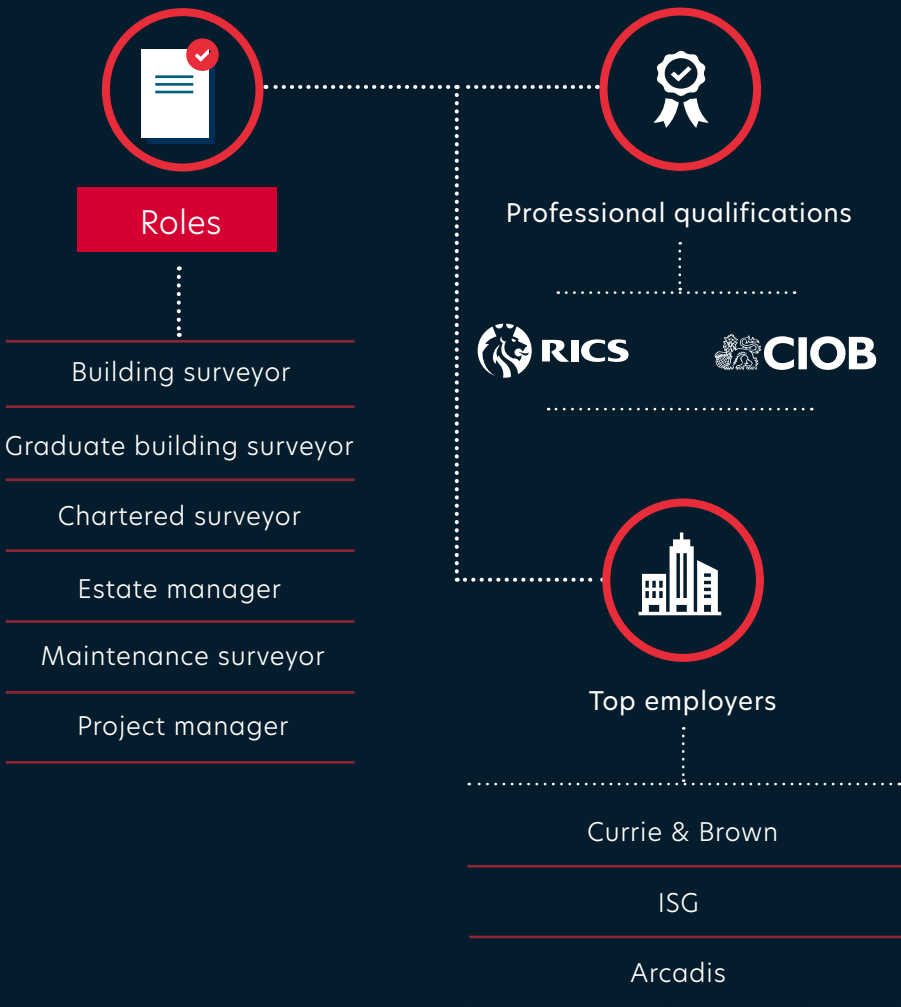 Roles
Building surveyor
Graduate building surveyor
Chartered surveyor
Estate manager
Maintenance surveyor
Project manager
Professional qualifications
RICS
CIOB
Top employers
Currie & Brown
ISG
Arcadis